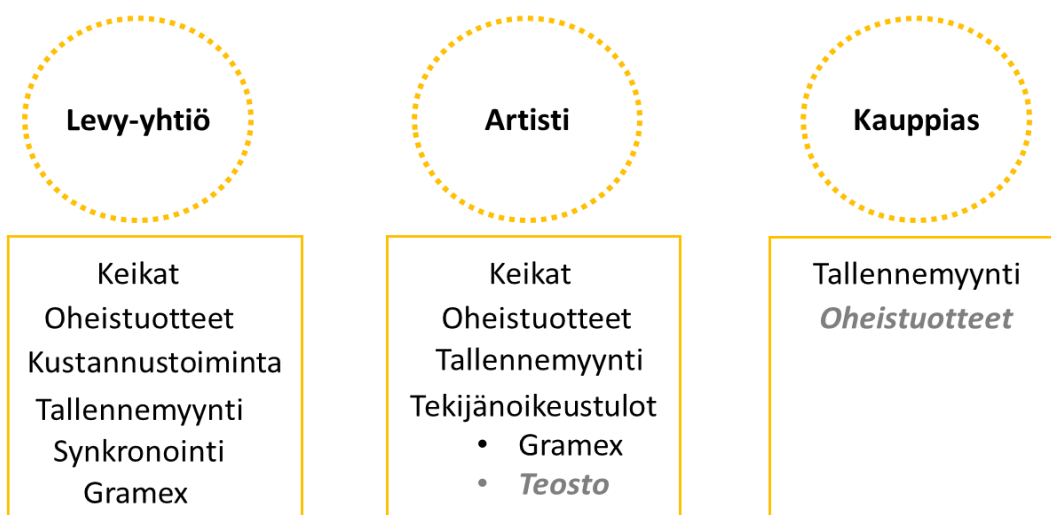 Levy-yhtiö
Keikat
Oheistuotteet
Kustannustoiminta
Tallennemyynti
Synkronointi
Gramex
Artisti
Keikat
Oheistuotteet
Tallennemyynti
Tekijänoikeustulot
• Gramex
• Teosto
Kauppias
Tallennemyynti
Oheistuotteet